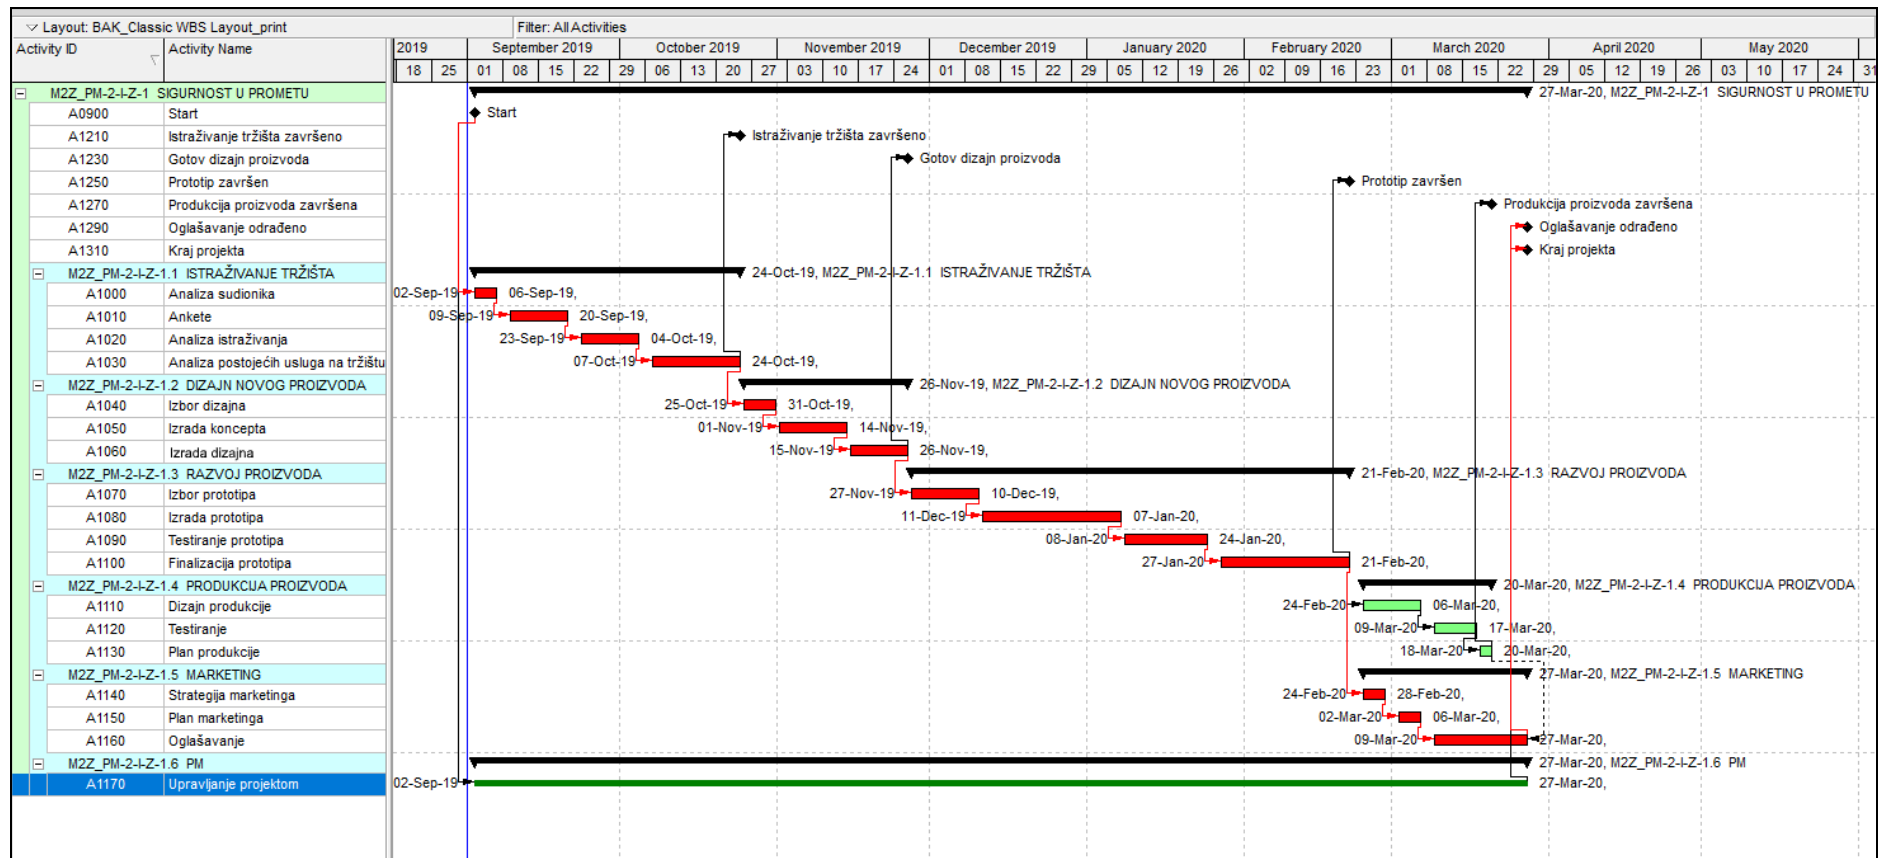 Layout: BAK_Classic WBS Layout_print Filter: All Activities
Activity ID Activity Name 2019 September 2019 October 2019 November 2019 December 2019 January 2020 February 2020 March 2020 April 2020 May 2020
18 25 01 08 15 22 29 06 13 20 27 03 10 17 24 01 08 15 22 29 05 12 19 26 02 09 16 23 01 08 15 22 29 05 12 19 26 03 10 17 24 31
M2Z_PM-2-I-Z-1 SIGURNOST U PROMETU 27-Mar-20, M2Z_PM-2-I-Z-1 SIGURNOST U PROMETU
A0900 Start Start
A1210 Istraživanje tržišta završeno Istraživanje tržišta završeno
A1230 Gotov dizajn proizvoda Gotov dizajn proizvoda
A1250 Prototip završen Prototip završen
A1270 Produkcija proizvoda završena Produkcija proizvoda završena
A1290 Oglašavanje odrađeno Oglašavanje odrađeno
A1310 Kraj projekta Kraj projekta
M2Z_PM-2-I-Z-1.1 ISTRAŽIVANJE TRŽIŠTA 24-Oct-19, M2Z_PM-2-I-Z-1.1 ISTRAŽIVANJE TRŽIŠTA
A1000 Analiza sudionika 02-Sep-19 06-Sep-19,
A1010 Ankete 09-Sep-19 20-Sep-19,
A1020 Analiza istraživanja 23-Sep-19 04-Oct-19,
A1030 Analiza postojećih usluga na tržištu 07-Oct-19 24-Oct-19,
M2Z_PM-2-I-Z-1.2 DIZAJN NOVOG PROIZVODA 26-Nov-19, M2Z_PM-2-I-Z-1.2 DIZAJN NOVOG PROIZVODA
A1040 Izbor dizajna 25-Oct-19 31-Oct-19,
A1050 Izrada koncepta 01-Nov-19 14-Nov-19,
A1060 Izrada dizajna 15-Nov-19 26-Nov-19,
M2Z_PM-2-I-Z-1.3 RAZVOJ PROIZVODA 21-Feb-20, M2Z_PM-2-I-Z-1.3 RAZVOJ PROIZVODA
A1070 Izbor prototipa 27-Nov-19 10-Dec-19,
A1080 Izrada prototipa 11-Dec-19 07-Jan-20,
A1090 Testiranje prototipa 08-Jan-20 24-Jan-20,
A1100 Finalizacija prototipa 27-Jan-20 21-Feb-20,
M2Z_PM-2-I-Z-1.4 PRODUKCIJA PROIZVODA 20-Mar-20, M2Z_PM-2-I-Z-1.4 PRODUKCIJA PROIZVODA
A1110 Dizajn produkcije 24-Feb-20 06-Mar-20,
A1120 Testiranje 09-Mar-20 17-Mar-20,
A1130 Plan produkcije 18-Mar-20 20-Mar-20,
M2Z_PM-2-I-Z-1.5 MARKETING 27-Mar-20, M2Z_PM-2-I-Z-1.5 MARKETING
A1140 Strategija marketinga 24-Feb-20 28-Feb-20,
A1150 Plan marketinga 02-Mar-20 06-Mar-20,
A1160 Oglašavanje 09-Mar-20 27-Mar-20,
M2Z_PM-2-I-Z-1.6 PM 27-Mar-20, M2Z_PM-2-I-Z-1.6 PM
A1170 Upravljanje projektom 02-Sep-19 27-Mar-20,